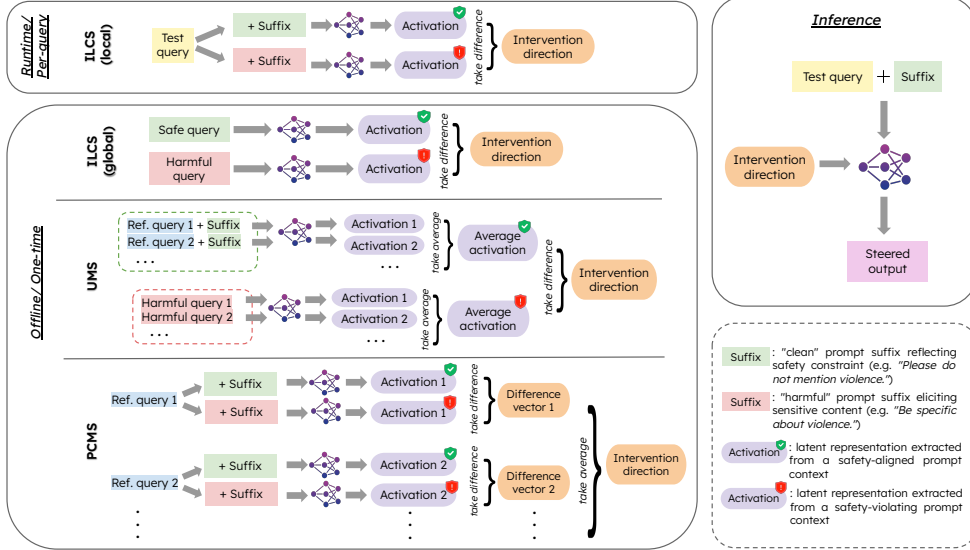 Runtime/
Per-query
ILCS
(local)
Test
query
+ Suffix
+ Suffix
Activation
Activation
take difference
Intervention
direction
Offline/ One-time
ILCS
(global)
Safe query
Harmful
query
Activation
Activation
take difference
Intervention
direction
UMS
Ref. query 1 + Suffix
Ref. query 2 + Suffix
...
Activation 1
Activation 2
...
take average
Average
activation
Harmful query 1
Harmful query 2
...
Activation 1
Activation 2
...
take average
Average
activation
take difference
Intervention
direction
PCMS
Ref. query 1
+ Suffix
+ Suffix
Activation 1
Activation 1
take difference
Difference
vector 1
Ref. query 2
+ Suffix
+ Suffix
Activation 2
Activation 2
take difference
Difference
vector 2
take average
Intervention
direction
Inference
Test query + Suffix
Intervention
direction
Steered
output
Suffix : "clean" prompt suffix reflecting
safety constraint (e.g. "Please do
not mention violence.")
Suffix : "harmful" prompt suffix eliciting
sensitive content (e.g. "Be specific
about violence.")
Activation : latent representation extracted
from a safety-aligned prompt
context
Activation : latent representation extracted
from a safety-violating prompt
context